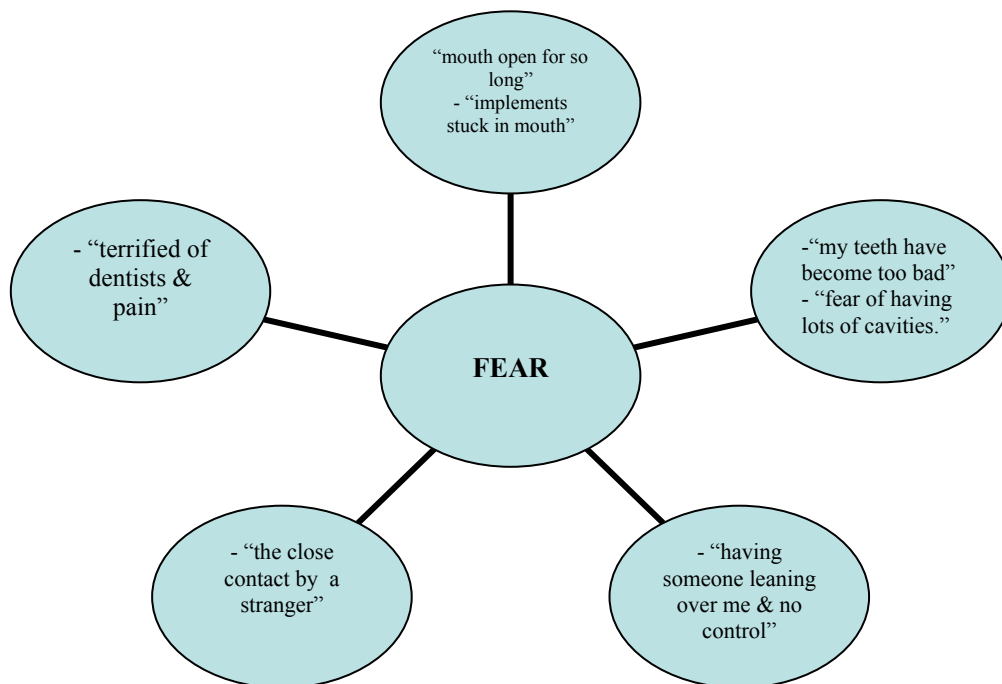 “mouth open for so
long”
- “implements
stuck in mouth”
- “terrified of
dentists &
pain”
-“my teeth have
become too bad”
- “fear of having
lots of cavities.”
FEAR
- “the close
contact by a
stranger”
- “having
someone leaning
over me & no
control”